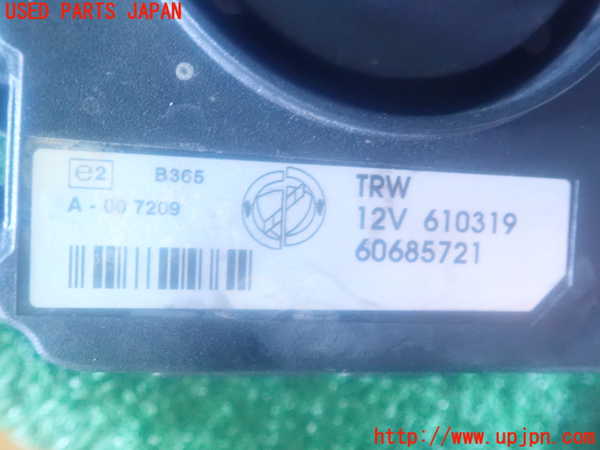 USED PARTS JAPAN
e2 B365
A - 00 7209
TRW
12V 610319
60685721
http://www.upjpn.com